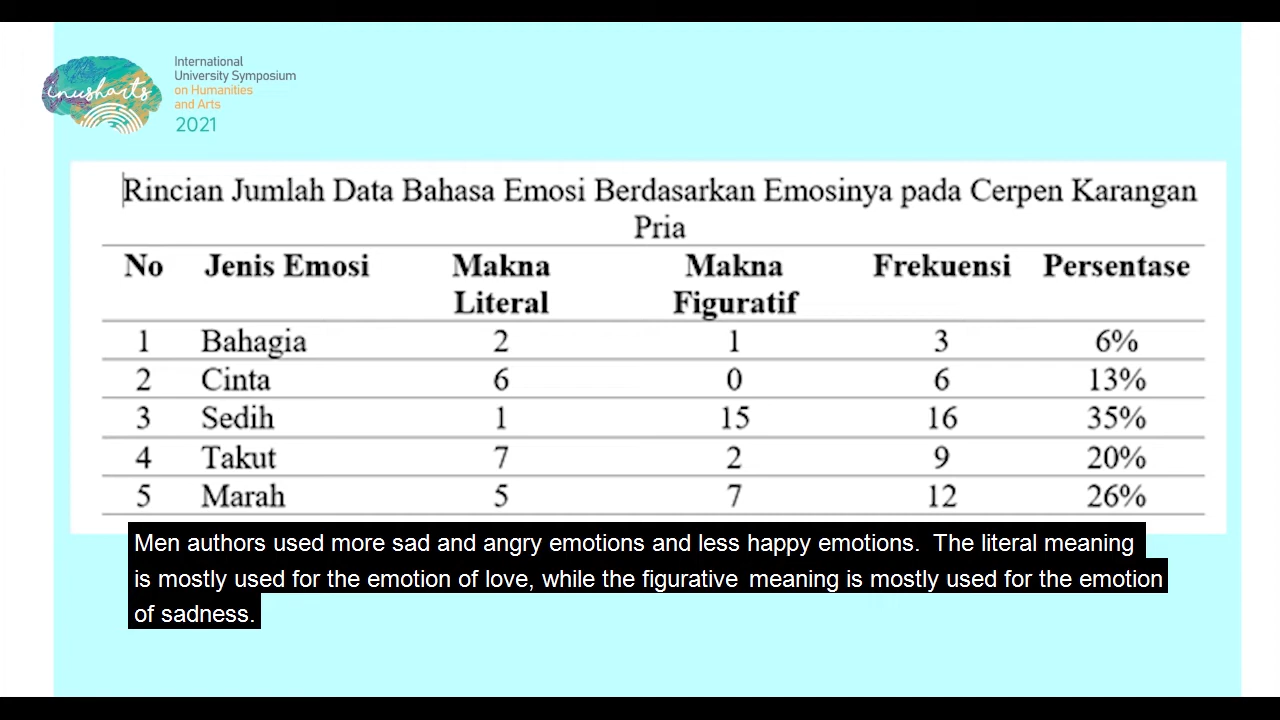 inusharts
International
University Symposium
on Humanities
and Arts
2021
Rincian Jumlah Data Bahasa Emosi Berdasarkan Emosinya pada Cerpen Karangan
Pria
No Jenis Emosi Makna Literal Makna Figuratif Frekuensi Persentase
1 Bahagia 2 1 3 6%
2 Cinta 6 0 6 13%
3 Sedih 1 15 16 35%
4 Takut 7 2 9 20%
5 Marah 5 7 12 26%
Men authors used more sad and angry emotions and less happy emotions. The literal meaning
is mostly used for the emotion of love, while the figurative meaning is mostly used for the emotion
of sadness.